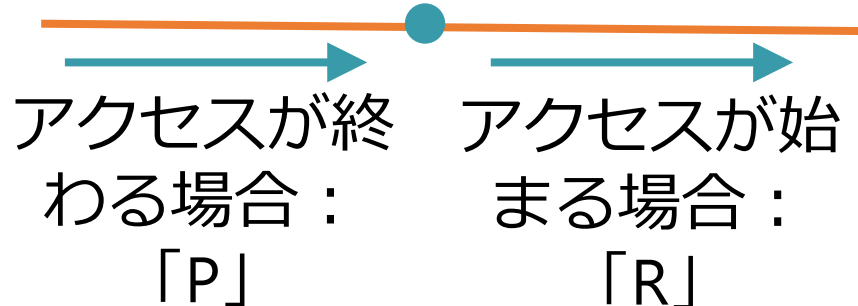 アクセスが終
わる場合：
「P」
アクセスが始
まる場合：
「R」